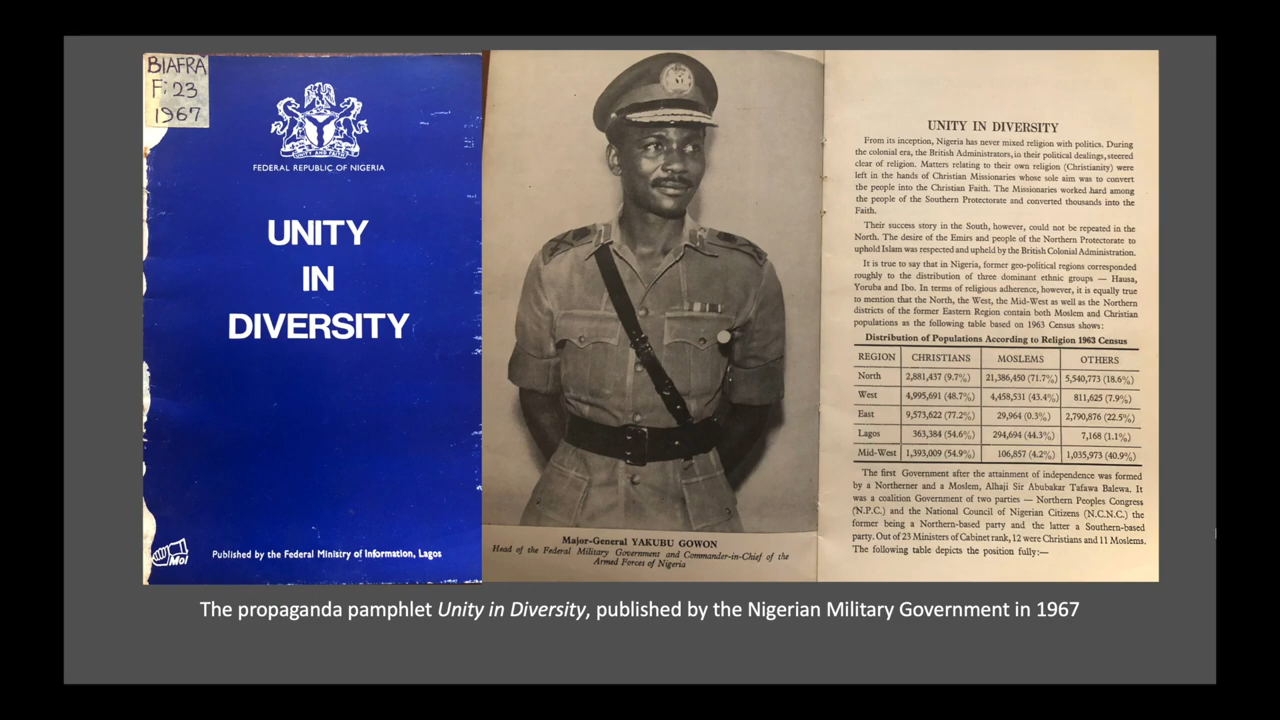 BIAFRA
F: 23
1967
UNITY AND FAITH
FEDERAL REPUBLIC OF NIGERIA
UNITY
IN
DIVERSITY
MOI
Published by the Federal Ministry of Information, Lagos
Major-General YAKUBU GOWON
Head of the Federal Military Government and Commander-in-Chief of the
Armed Forces of Nigeria
UNITY IN DIVERSITY
From its inception, Nigeria has never mixed religion with politics. During
the colonial era, the British Administrators, in their political dealings, steered
clear of religion. Matters relating to their own religion (Christianity) were
left in the hands of Christian Missionaries whose sole aim was to convert
the people into the Christian Faith. The Missionaries worked hard among
the people of the Southern Protectorate and converted thousands into the
Faith.
Their success story in the South, however, could not be repeated in the
North. The desire of the Emirs and people of the Northern Protectorate to
uphold Islam was respected and upheld by the British Colonial Administration.
It is true to say that in Nigeria, former geo-political regions corresponded
roughly to the distribution of three dominant ethnic groups — Hausa,
Yoruba and Ibo. In terms of religious adherence, however, it is equally true
to mention that the North, the West, the Mid-West as well as the Northern
districts of the former Eastern Region contain both Moslem and Christian
populations as the following table based on 1963 Census shows:
Distribution of Populations According to Religion 1963 Census
REGION CHRISTIANS MOSLEMS OTHERS
North 2,881,437 (9.7%) 21,386,450 (71.7%) 5,540,773 (18.6%)
West 4,995,691 (48.7%) 4,458,531 (43.4%) 811,625 (7.9%)
East 9,573,622 (77.2%) 29,964 (0.3%) 2,790,876 (22.5%)
Lagos 363,384 (54.6%) 294,694 (44.3%) 7,168 (1.1%)
Mid-West 1,393,009 (54.9%) 106,857 (4.2%) 1,035,973 (40.9%)
The first Government after the attainment of independence was formed
by a Northerner and a Moslem, Alhaji Sir Abubakar Tafawa Balewa. It
was a coalition Government of two parties — Northern Peoples Congress
(N.P.C.) and the National Council of Nigerian Citizens (N.C.N.C.) the
former being a Northern-based party and the latter a Southern-based
party. Out of 23 Ministers of Cabinet rank, 12 were Christians and 11 Moslems.
The following table depicts the position fully:—
The propaganda pamphlet Unity in Diversity, published by the Nigerian Military Government in 1967